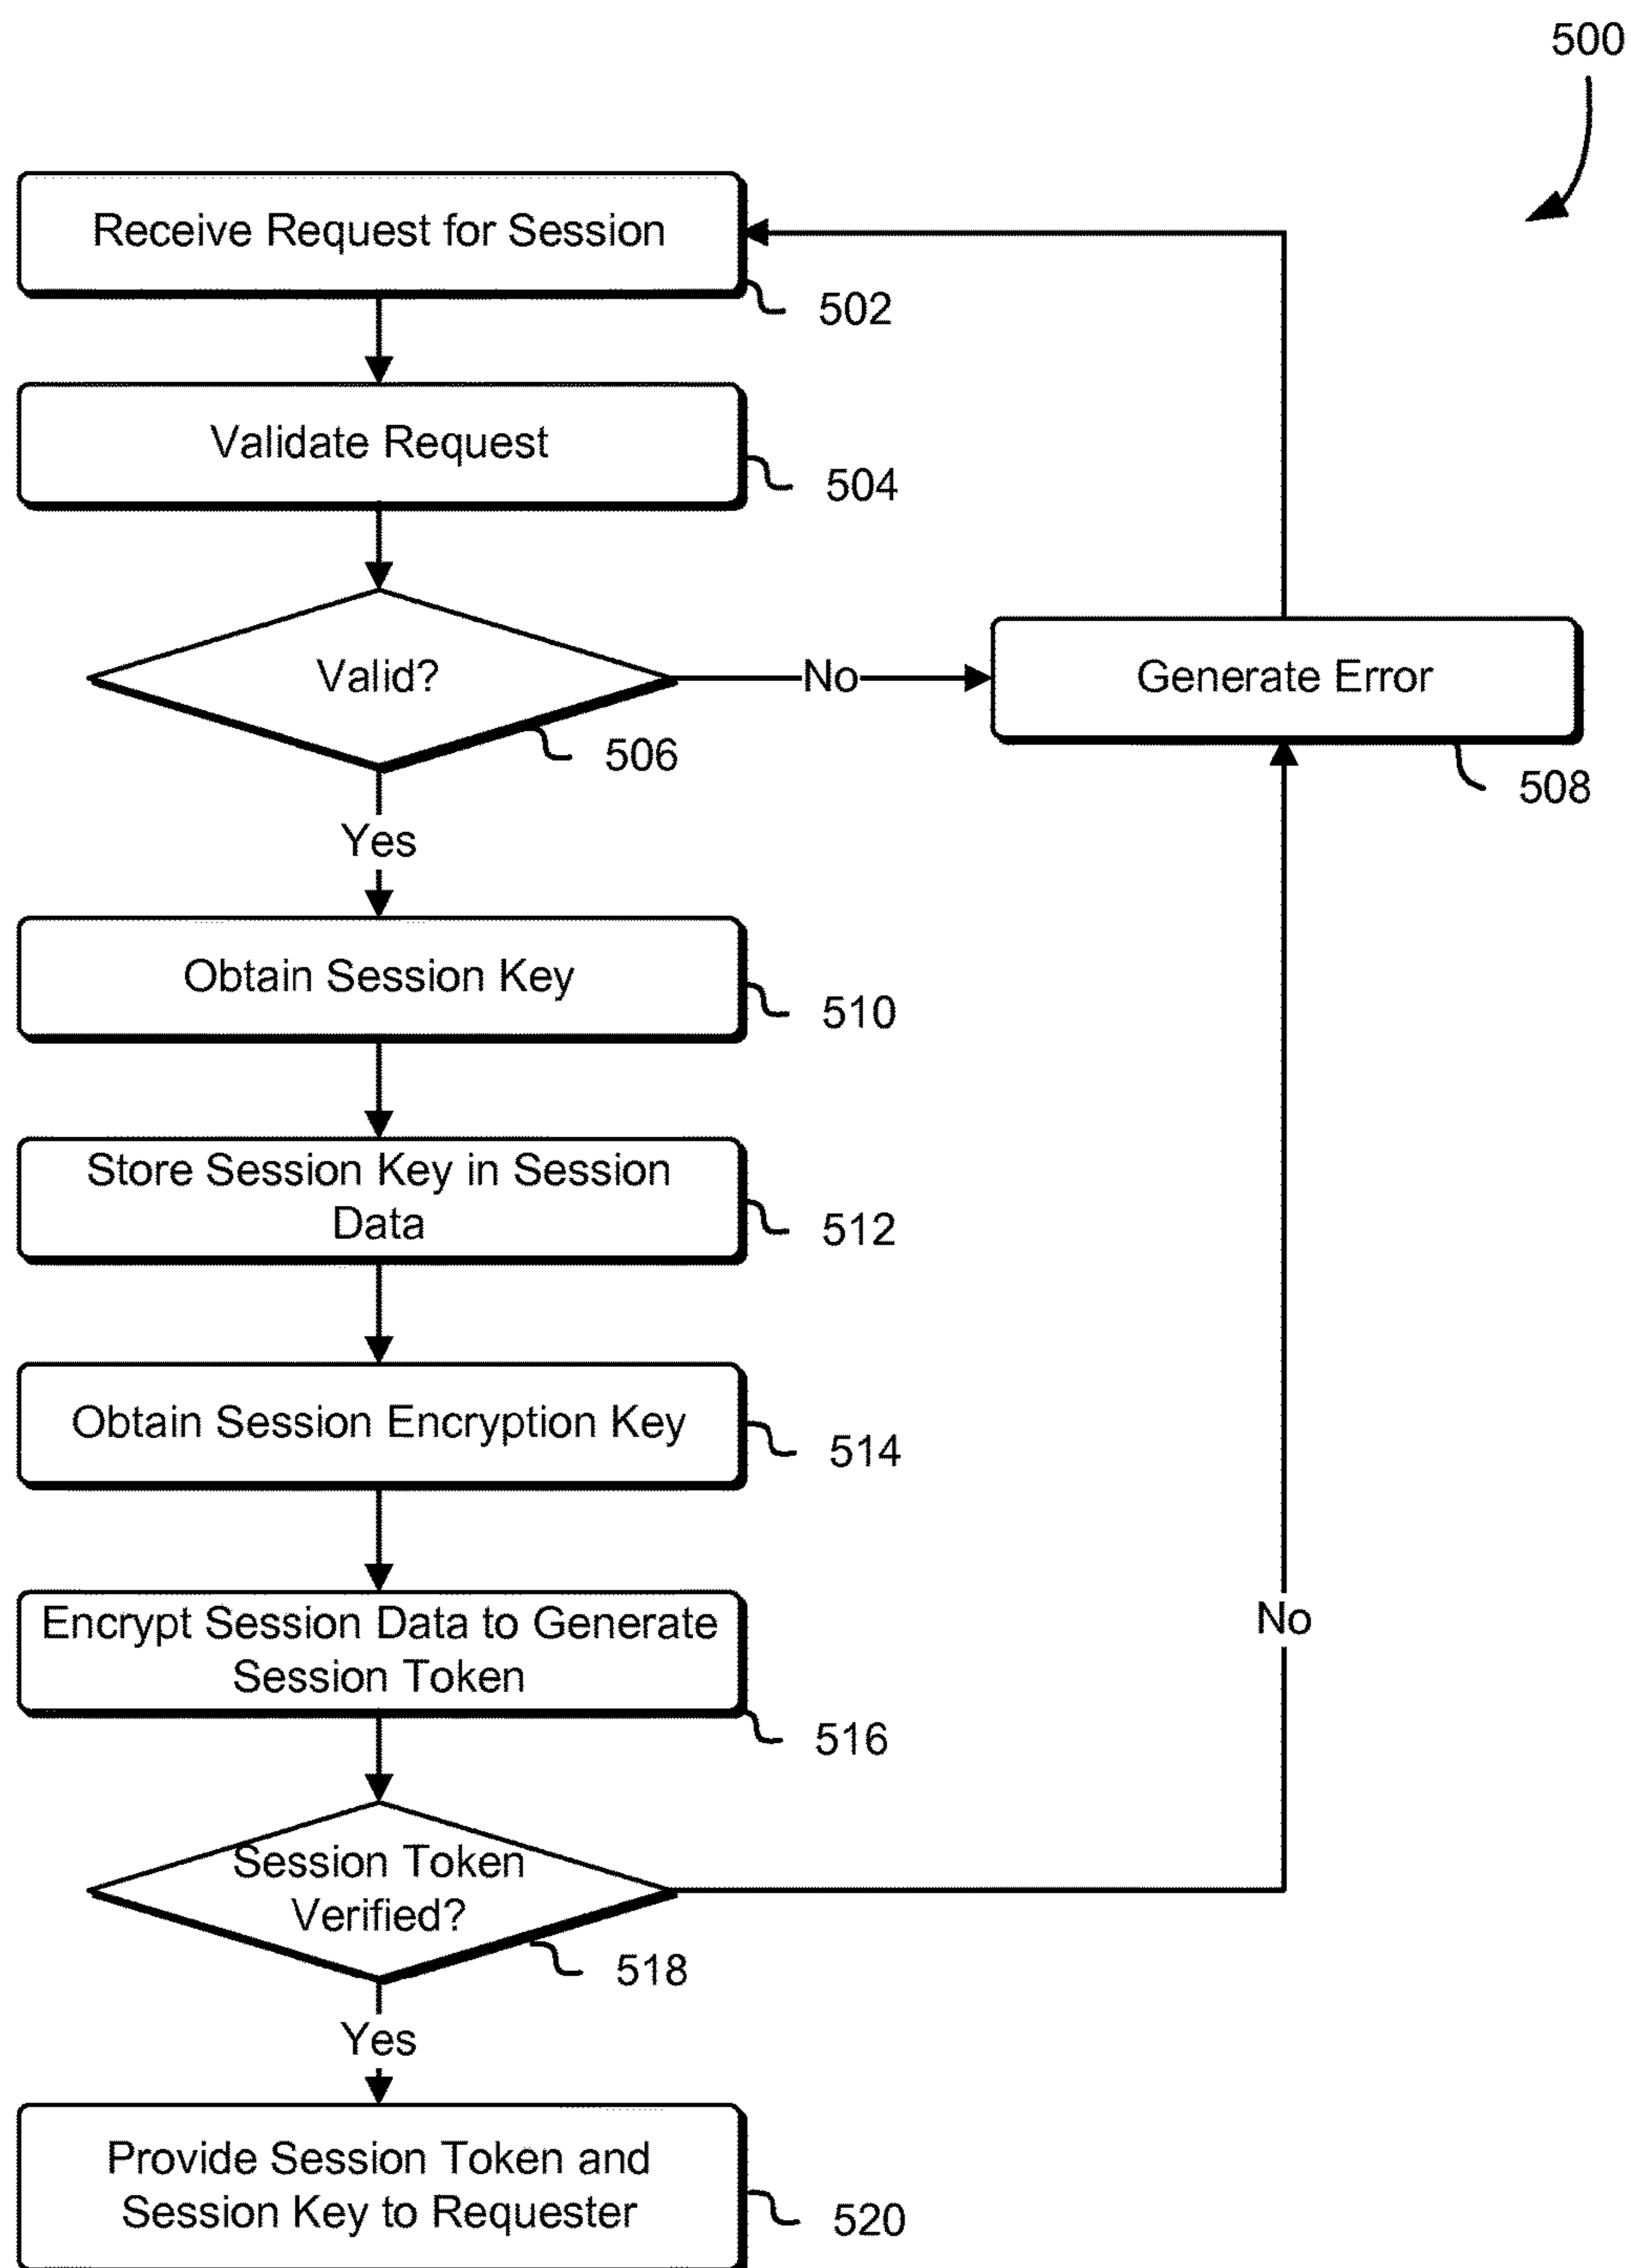 500
Receive Request for Session
502
Validate Request
504
Valid?
No
Generate Error
506
508
Yes
Obtain Session Key
510
Store Session Key in Session
Data
512
Obtain Session Encryption Key
514
Encrypt Session Data to Generate
Session Token
No
516
Session Token
Verified?
518
Yes
Provide Session Token and
Session Key to Requester
520